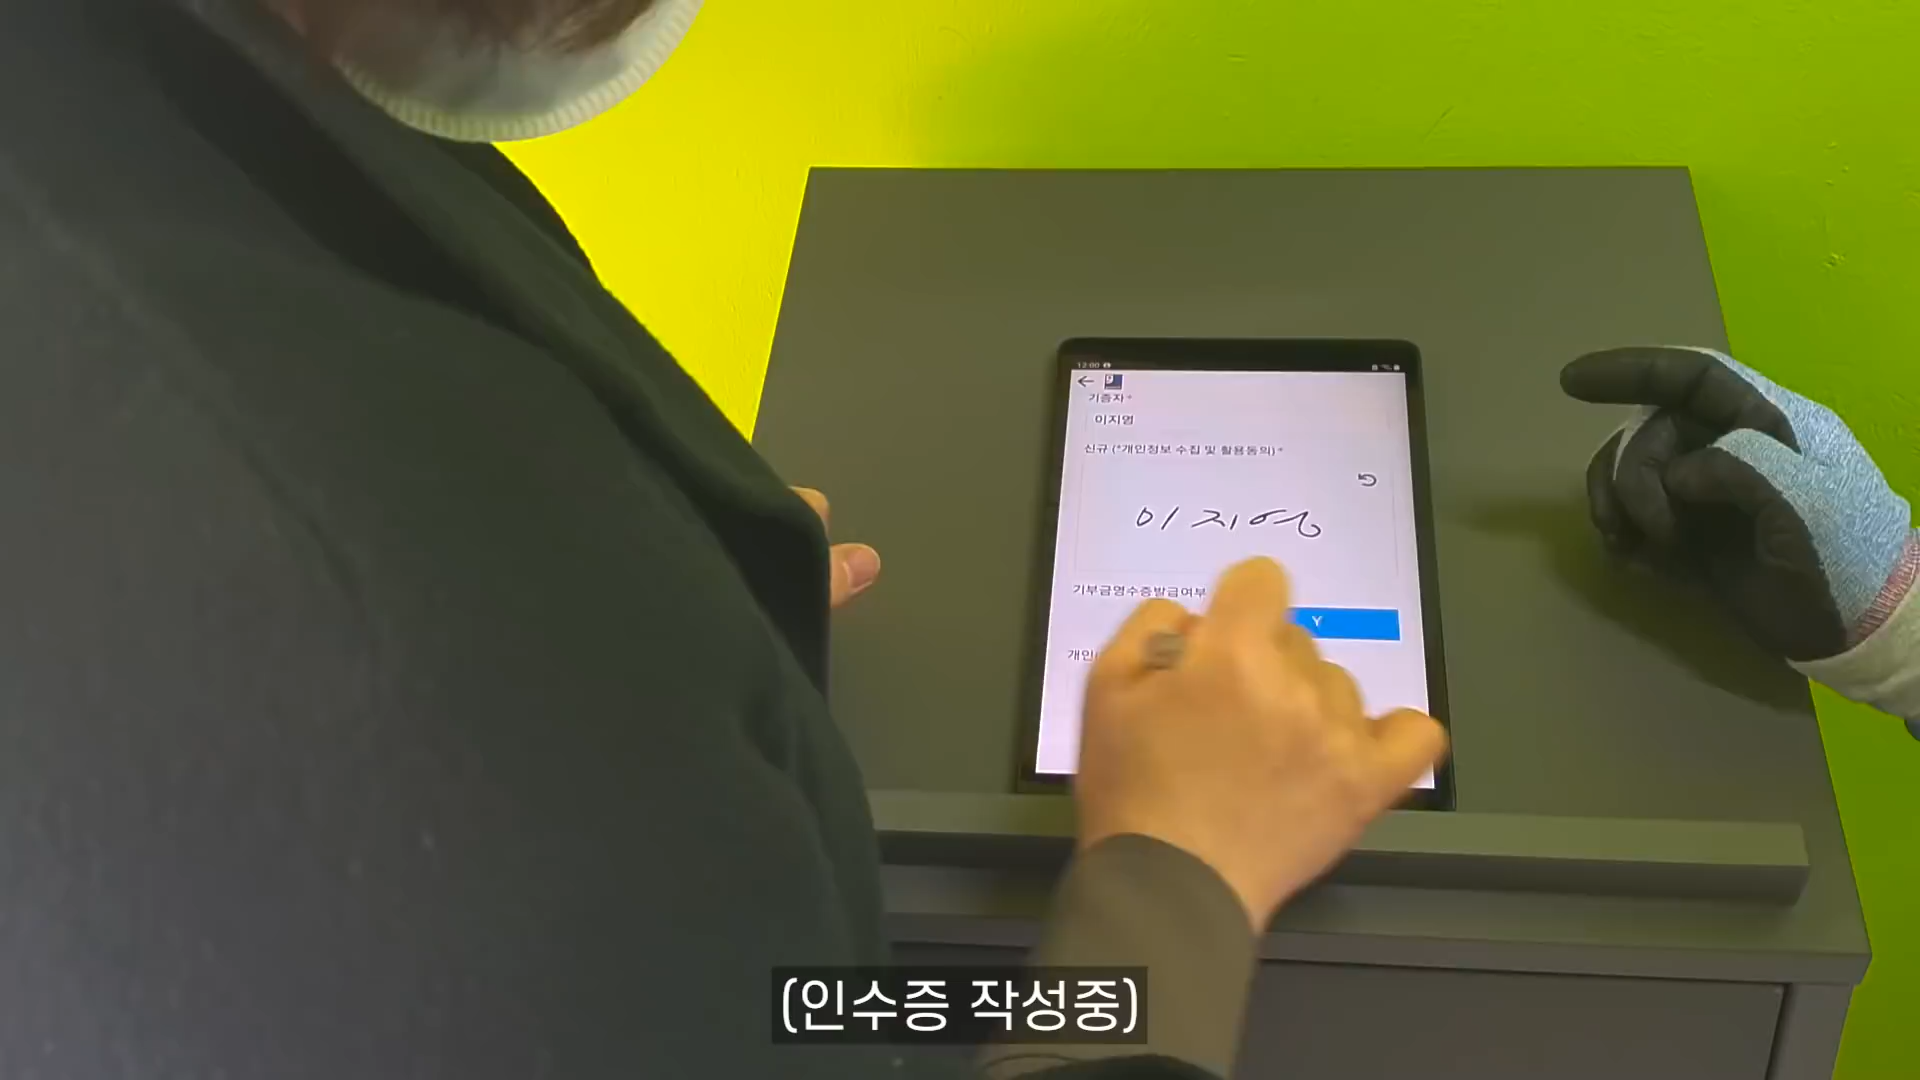 12:00
기증자*
이지영
신규 (*개인정보 수집 및 활용동의)*
이지영
기부금영수증발급여부
Y
개인
(인수증 작성중)